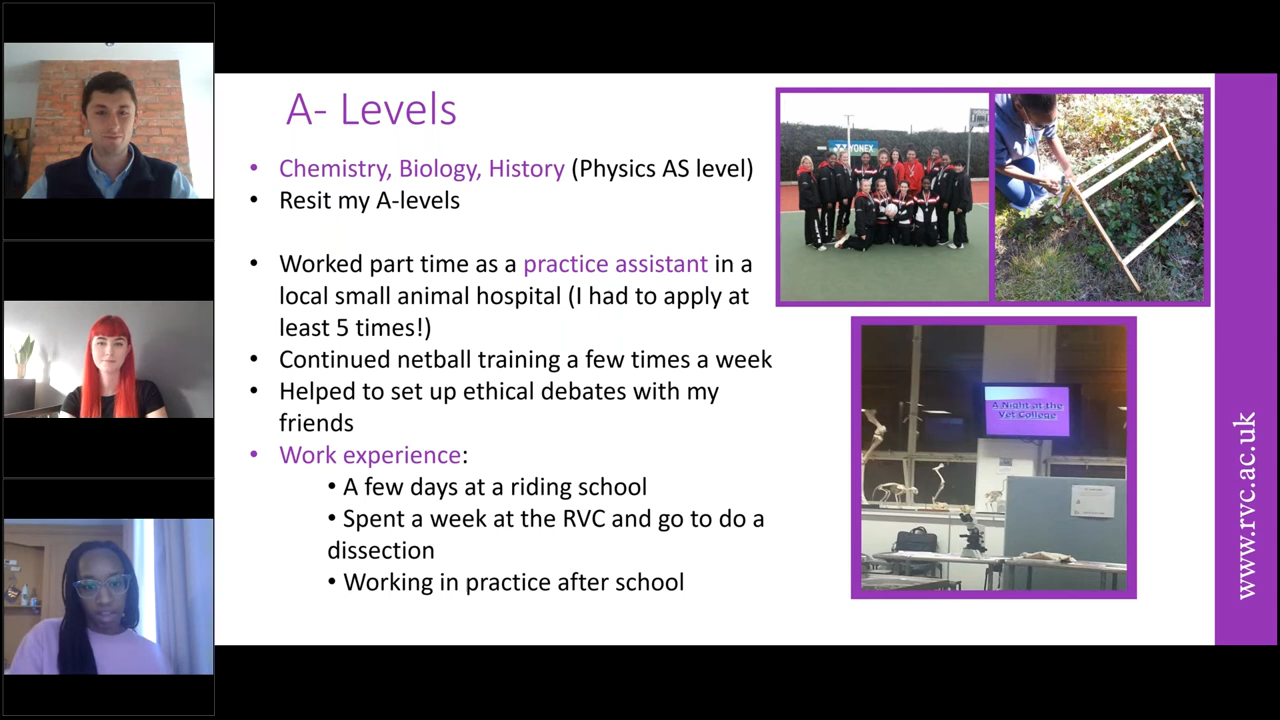 A- Levels
• Chemistry, Biology, History (Physics AS level)
• Resit my A-levels
• Worked part time as a practice assistant in a
local small animal hospital (I had to apply at
least 5 times!)
• Continued netball training a few times a week
• Helped to set up ethical debates with my
friends
• Work experience:
• A few days at a riding school
• Spent a week at the RVC and go to do a
dissection
• Working in practice after school
YONEX
A Night at the
Vet College
www.rvc.ac.uk